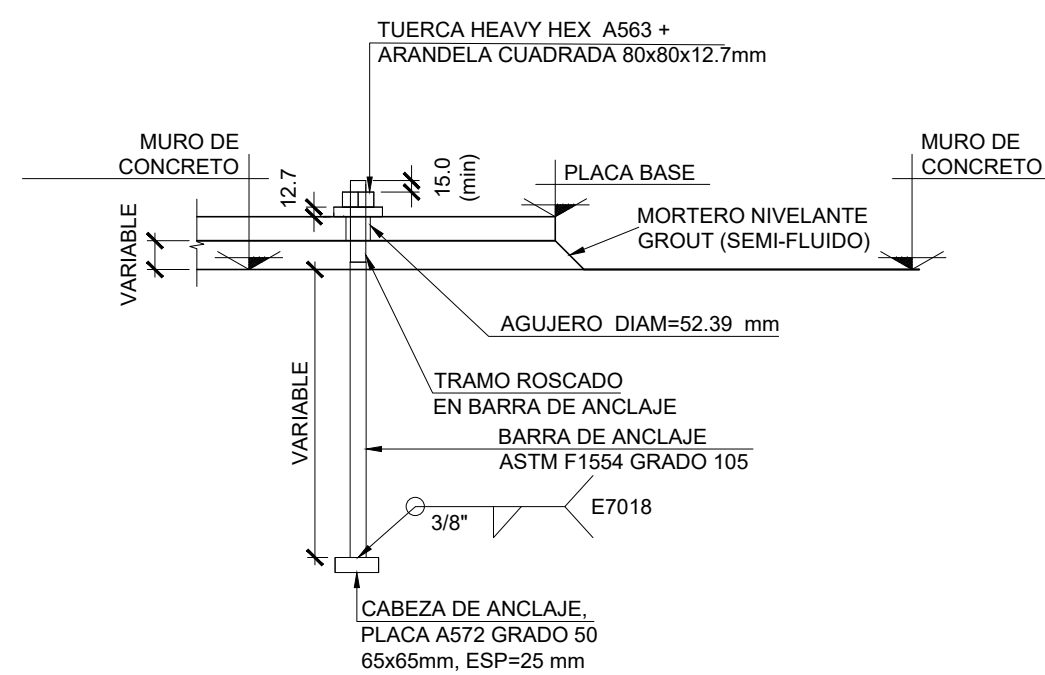 TUERCA HEAVY HEX A563 +
ARANDELA CUADRADA 80x80x12.7mm
MURO DE
CONCRETO
12.7
15.0
(min)
PLACA BASE
MURO DE
CONCRETO
MORTERO NIVELANTE
GROUT (SEMI-FLUIDO)
VARIABLE
AGUJERO DIAM=52.39 mm
TRAMO ROSCADO
EN BARRA DE ANCLAJE
VARIABLE
BARRA DE ANCLAJE
ASTM F1554 GRADO 105
3/8"
E7018
CABEZA DE ANCLAJE,
PLACA A572 GRADO 50
65x65mm, ESP=25 mm